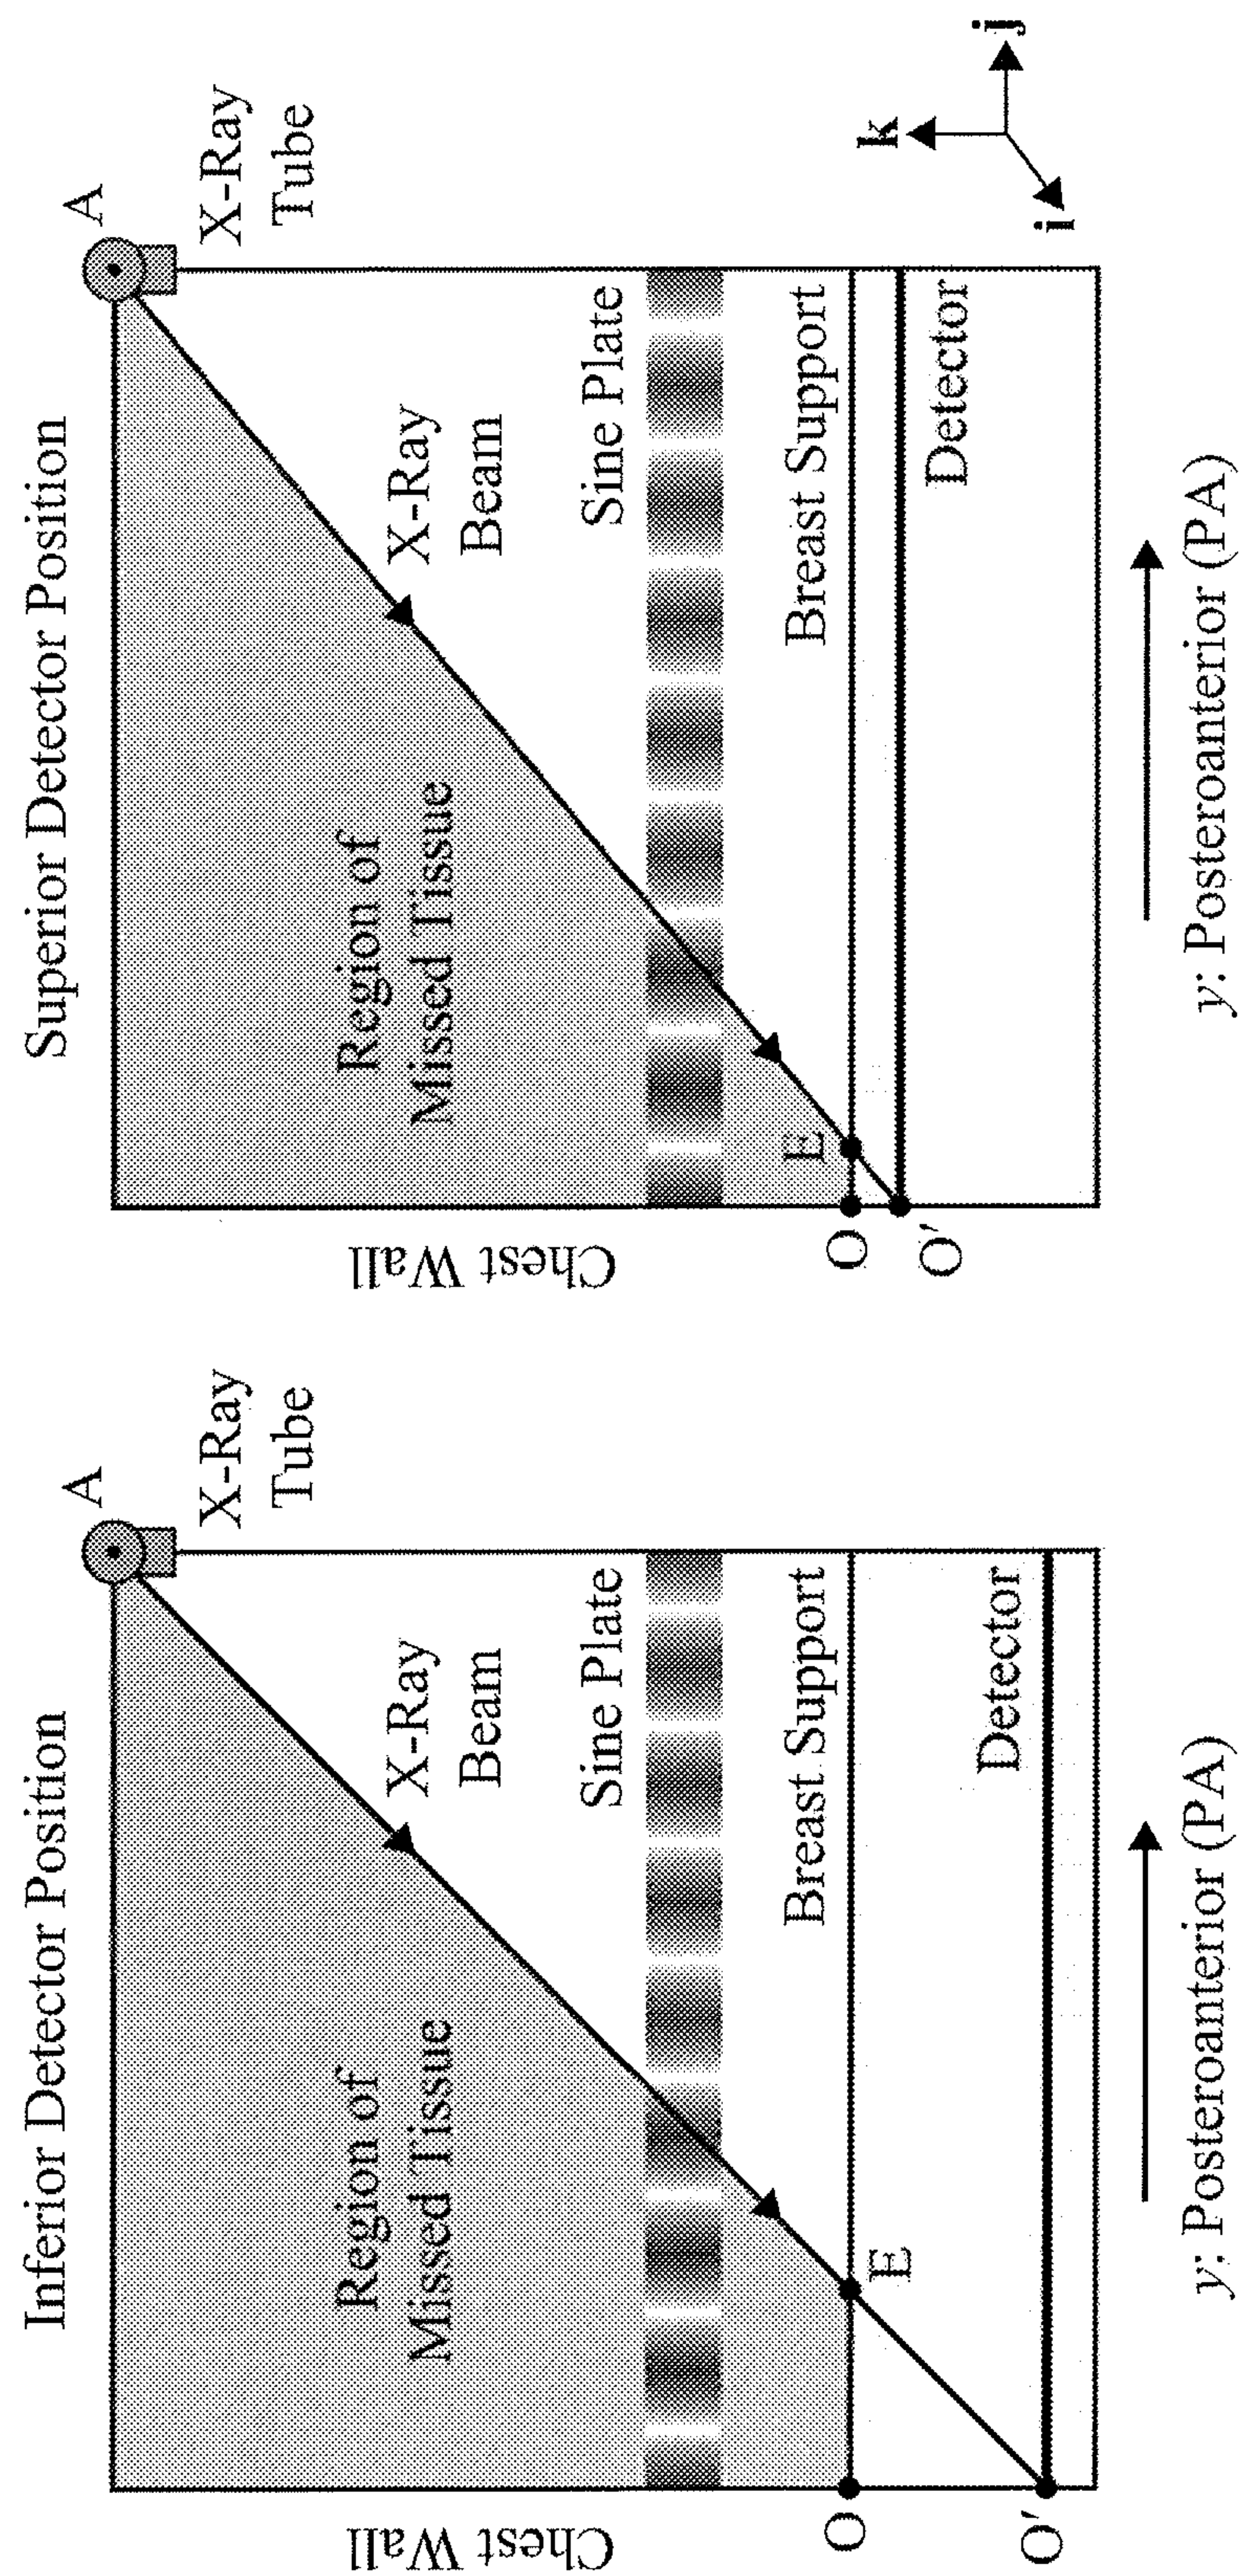 Inferior Detector Position
A
X-Ray
Tube
X-Ray
Beam
Region of
Missed Tissue
Sine Plate
Chest Wall
Breast Support
E
O
Detector
O′
y: Posteroanterior (PA)
Superior Detector Position
A
X-Ray
Tube
X-Ray
Beam
Region of
Missed Tissue
Sine Plate
Chest Wall
Breast Support
E
O
Detector
O′
y: Posteroanterior (PA)
k
j
i